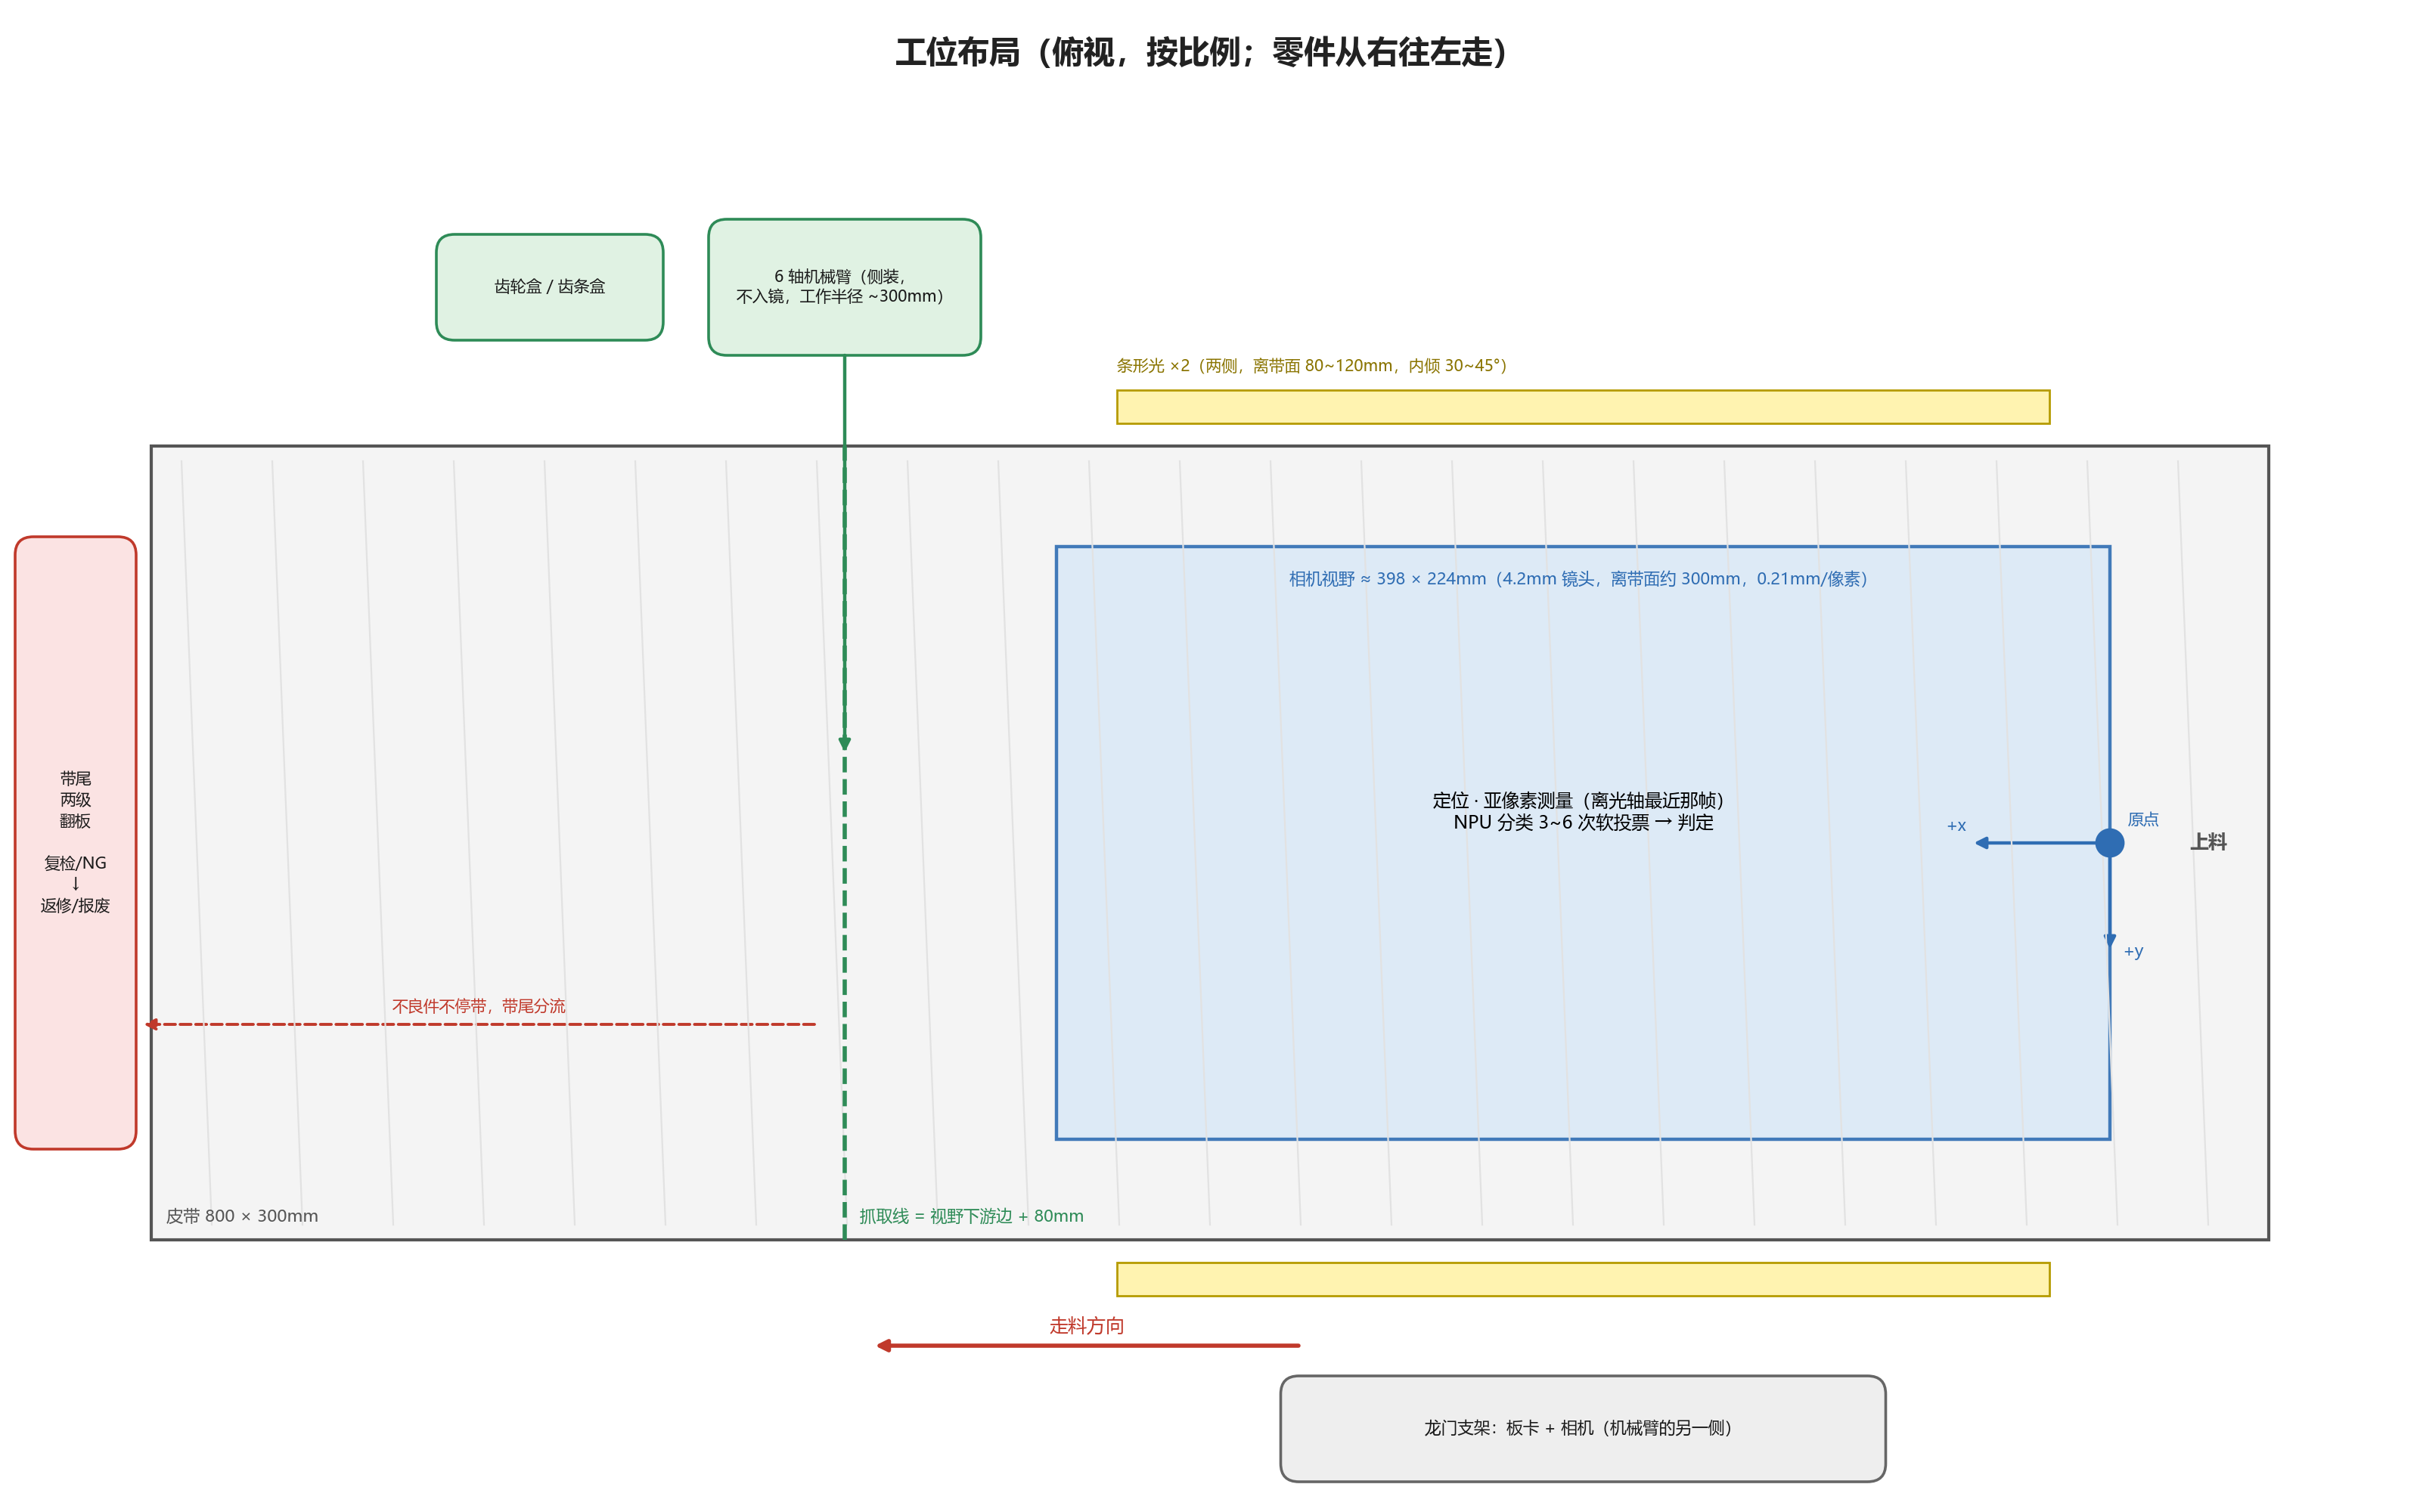 工位布局（俯视，按比例；零件从右往左走）
齿轮盒 / 齿条盒
6 轴机械臂（侧装，
不入镜，工作半径 ~300mm）
条形光 ×2（两侧，离带面 80~120mm，内倾 30~45°）
相机视野 ≈ 398 × 224mm（4.2mm 镜头，离带面约 300mm，0.21mm/像素）
定位 · 亚像素测量（离光轴最近那帧）
NPU 分类 3~6 次软投票 → 判定
+x
原点
上料
+y
带尾
两级
翻板
复检/NG
↓
返修/报废
不良件不停带，带尾分流
皮带 800 × 300mm
抓取线 = 视野下游边 + 80mm
走料方向
龙门支架：板卡 + 相机（机械臂的另一侧）